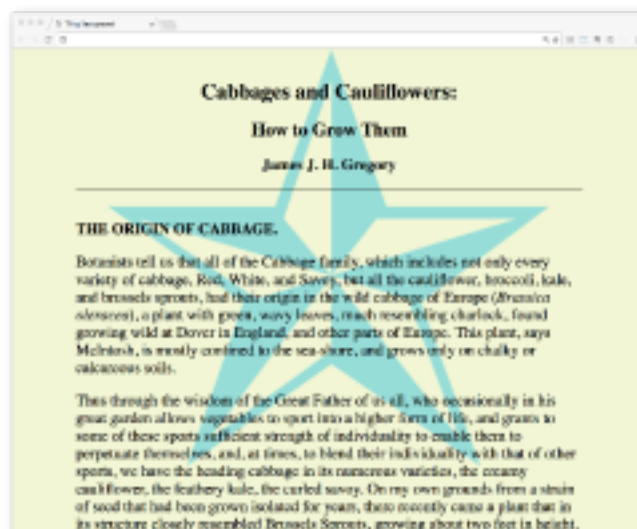 Cabbages and Cauliflowers:
How to Grow Them
James J. H. Gregory
THE ORIGIN OF CABBAGE.
Botanists tell us that all of the Cabbage family, which includes not only every
variety of cabbage, Red, White, and Savoy, but all the cauliflower, broccoli, kale,
and brussels sprouts, had their origin in the wild cabbage of Europe (Brassica
oleracea), a plant with green, wavy leaves, much resembling charlock, found
growing wild at Dover in England, and other parts of Europe. This plant, says
McIntosh, is mostly confined to the sea-shore, and grows only on chalky or
calcareous soils.
Thus through the wisdom of the Great Father of us all, who occasionally in his
great garden allows vegetables to sport into a higher form of life, and grants to
some of these sports sufficient strength of individuality to enable them to
perpetuate themselves, and, at times, to blend their individuality with that of other
sports, we have the heading cabbage in its numerous varieties, the creamy
cauliflower, the feathery kale, the curled savoy. On my own grounds from a strain
of seed that had been grown isolated for years, there recently came a plant that in
its structure closely resembled Brussels Sprouts, growing about two feet in height,